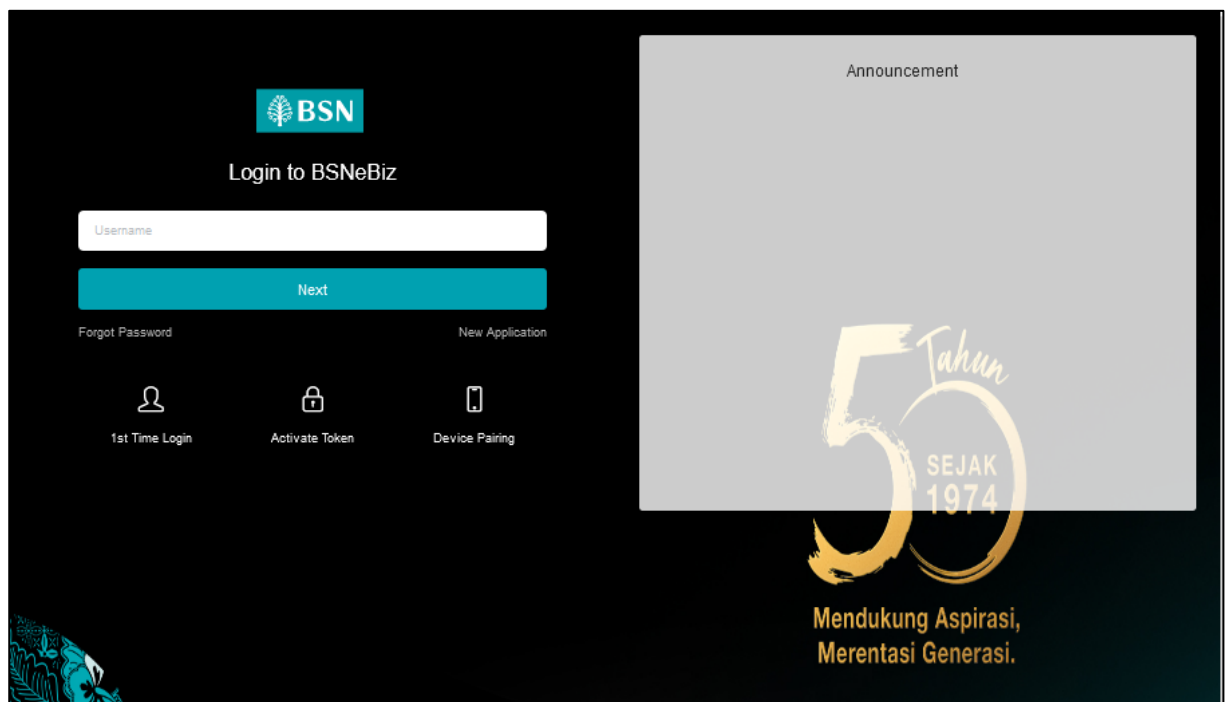 BSN
Login to BSNeBiz
Username
Next
Forgot Password
New Application
1st Time Login
Activate Token
Device Pairing
Announcement
50 Tahun
SEJAK
1974
Mendukung Aspirasi,
Merentasi Generasi.